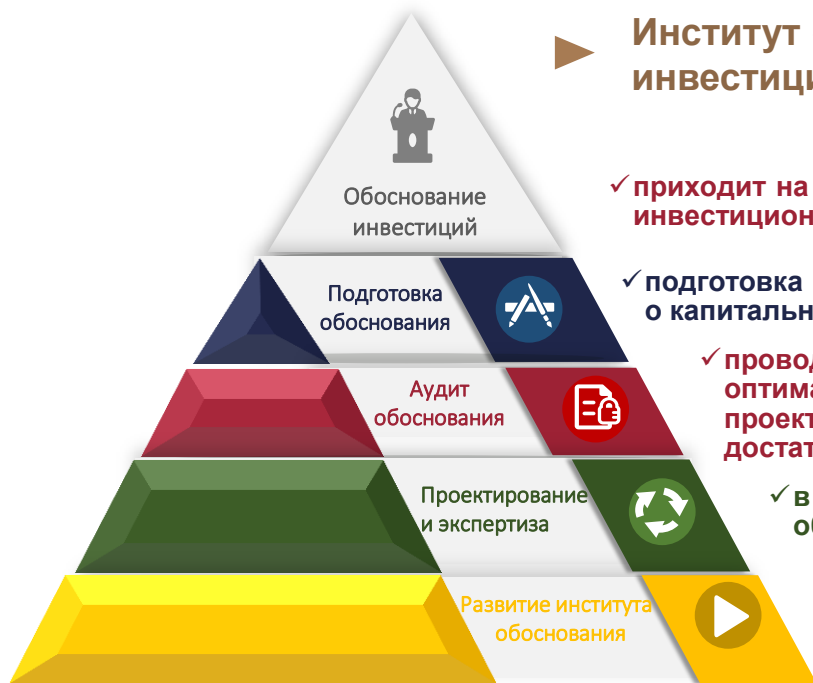 Институт
инвестици
Обоснование
инвестиций
✓приходит на
инвестицион
Подготовка
обоснования
✓подготовка
о капитальн
Аудит
обоснования
✓провод
оптима
проект
достат
Проектирование
и экспертиза
✓в
об
Развитие института
обоснования